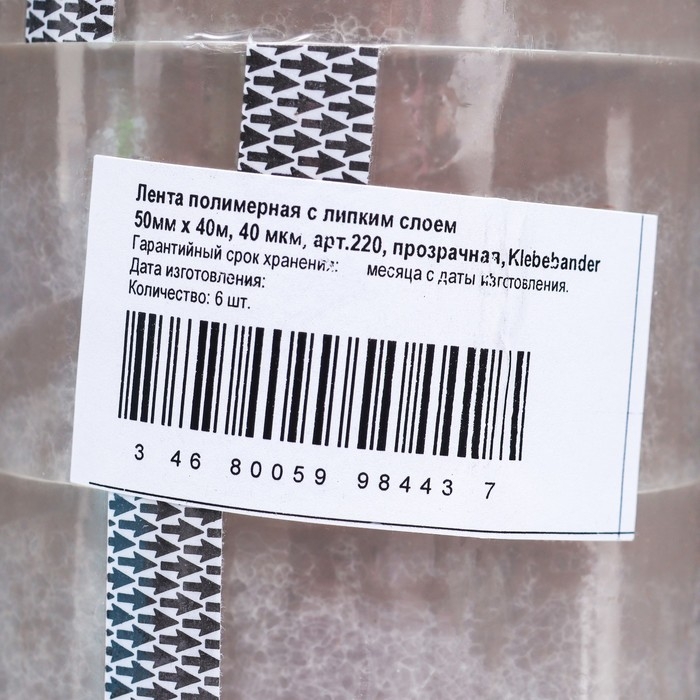 Лента полимерная с липким слоем
50мм х 40м, 40 мкм, арт.220, прозрачная, Klebebander
Гарантийный срок хранения: месяца с даты изготовления.
Дата изготовления:
Количество: 6 шт.
3 46 80059 98443 7